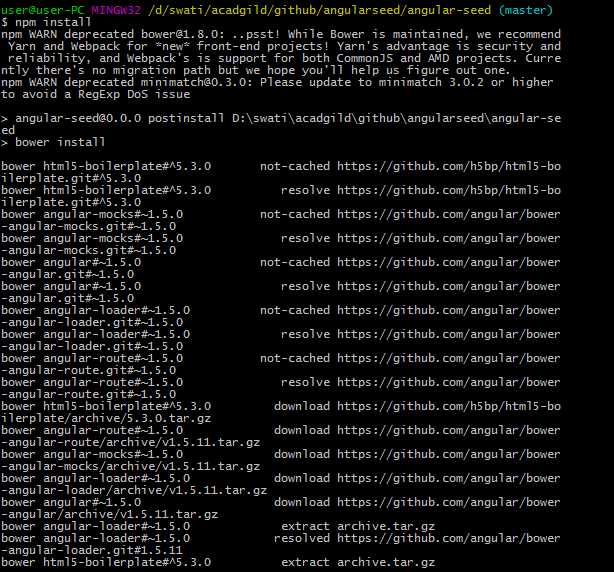 user@user-PC MINGW32 /d/swati/acadgild/github/angularseed/angular-seed (master)
$ npm install
npm WARN deprecated bower@1.8.0: ..psst! While Bower is maintained, we recommend
 Yarn and Webpack for *new* front-end projects! Yarn's advantage is security and
 reliability, and Webpack's is support for both CommonJS and AMD projects. Curre
ntly there's no migration path but we hope you'll help us figure out one.
npm WARN deprecated minimatch@0.3.0: Please update to minimatch 3.0.2 or higher
to avoid a RegExp DoS issue
> angular-seed@0.0.0 postinstall D:\swati\acadgild\github\angularseed\angular-se
ed
> bower install
bower html5-boilerplate#^5.3.0       not-cached https://github.com/h5bp/html5-bo
ilerplate.git#^5.3.0
bower html5-boilerplate#^5.3.0          resolve https://github.com/h5bp/html5-bo
ilerplate.git#^5.3.0
bower angular-mocks#~1.5.0           not-cached https://github.com/angular/bower
-angular-mocks.git#~1.5.0
bower angular-mocks#~1.5.0              resolve https://github.com/angular/bower
-angular-mocks.git#~1.5.0
bower angular#~1.5.0                 not-cached https://github.com/angular/bower
-angular.git#~1.5.0
bower angular#~1.5.0                    resolve https://github.com/angular/bower
-angular.git#~1.5.0
bower angular-loader#~1.5.0          not-cached https://github.com/angular/bower
-angular-loader.git#~1.5.0
bower angular-loader#~1.5.0             resolve https://github.com/angular/bower
-angular-loader.git#~1.5.0
bower angular-route#~1.5.0           not-cached https://github.com/angular/bower
-angular-route.git#~1.5.0
bower angular-route#~1.5.0              resolve https://github.com/angular/bower
-angular-route.git#~1.5.0
bower html5-boilerplate#^5.3.0         download https://github.com/h5bp/html5-bo
ilerplate/archive/5.3.0.tar.gz
bower angular-route#~1.5.0             download https://github.com/angular/bower
-angular-route/archive/v1.5.11.tar.gz
bower angular-mocks#~1.5.0             download https://github.com/angular/bower
-angular-mocks/archive/v1.5.11.tar.gz
bower angular-loader#~1.5.0            download https://github.com/angular/bower
-angular-loader/archive/v1.5.11.tar.gz
bower angular#~1.5.0                   download https://github.com/angular/bower
-angular/archive/v1.5.11.tar.gz
bower angular-loader#~1.5.0             extract archive.tar.gz
bower angular-loader#~1.5.0            resolved https://github.com/angular/bower
-angular-loader.git#1.5.11
bower html5-boilerplate#^5.3.0          extract archive.tar.gz